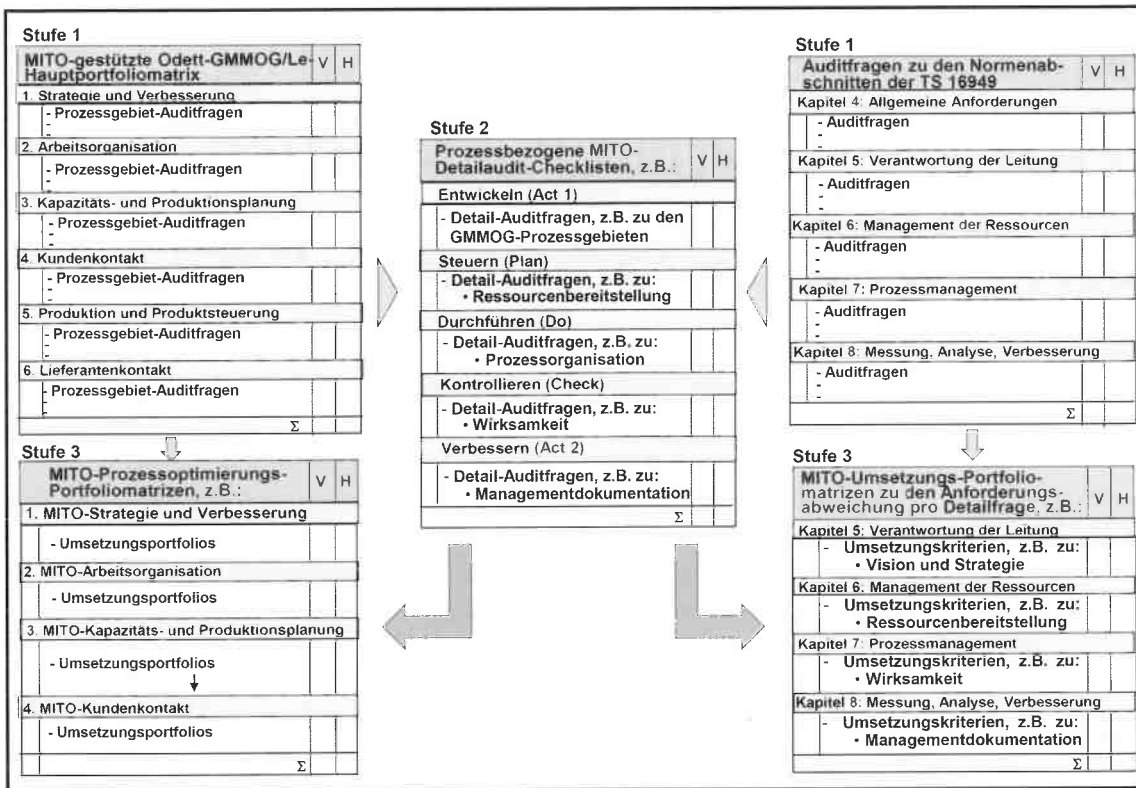 Stufe 1
MITO-gestützte Odett-GMMOG/Le-
Hauptportfoliomatrix
V H
1. Strategie und Verbesserung
- Prozessgebiet-Auditfragen
-
-
2. Arbeitsorganisation
- Prozessgebiet-Auditfragen
-
-
3. Kapazitäts- und Produktionsplanung
- Prozessgebiet-Auditfragen
-
-
4. Kundenkontakt
- Prozessgebiet-Auditfragen
-
-
5. Produktion und Produktsteuerung
- Prozessgebiet-Auditfragen
-
-
6. Lieferantenkontakt
- Prozessgebiet-Auditfragen
-
-
Σ
Stufe 3
MITO-Prozessoptimierungs-
Portfoliomatrizen, z.B.:
V H
1. MITO-Strategie und Verbesserung
- Umsetzungsportfolios
2. MITO-Arbeitsorganisation
- Umsetzungsportfolios
3. MITO-Kapazitäts- und Produktionsplanung
- Umsetzungsportfolios
4. MITO-Kundenkontakt
- Umsetzungsportfolios
Σ
Stufe 2
Prozessbezogene MITO-
Detailaudit-Checklisten, z.B.:
V H
Entwickeln (Act 1)
- Detail-Auditfragen, z.B. zu den
GMMOG-Prozessgebieten
Steuern (Plan)
- Detail-Auditfragen, z.B. zu:
• Ressourcenbereitstellung
Durchführen (Do)
- Detail-Auditfragen, z.B. zu:
• Prozessorganisation
Kontrollieren (Check)
- Detail-Auditfragen, z.B. zu:
• Wirksamkeit
Verbessern (Act 2)
- Detail-Auditfragen, z.B. zu:
• Managementdokumentation
Σ
Stufe 1
Auditfragen zu den Normenab-
schnitten der TS 16949
V H
Kapitel 4: Allgemeine Anforderungen
- Auditfragen
-
-
Kapitel 5: Verantwortung der Leitung
- Auditfragen
-
-
Kapitel 6: Management der Ressourcen
- Auditfragen
-
-
Kapitel 7: Prozessmanagement
- Auditfragen
-
-
Kapitel 8: Messung, Analyse, Verbesserung
- Auditfragen
-
-
Σ
Stufe 3
MITO-Umsetzungs-Portfolio-
matrizen zu den Anforderungs-
abweichung pro Detailfrage, z.B.:
V H
Kapitel 5: Verantwortung der Leitung
- Umsetzungskriterien, z.B. zu:
• Vision und Strategie
Kapitel 6: Management der Ressourcen
- Umsetzungskriterien, z.B. zu:
• Ressourcenbereitstellung
Kapitel 7: Prozessmanagement
- Umsetzungskriterien, z.B. zu:
• Wirksamkeit
Kapitel 8: Messung, Analyse, Verbesserung
- Umsetzungskriterien, z.B. zu:
• Managementdokumentation
Σ